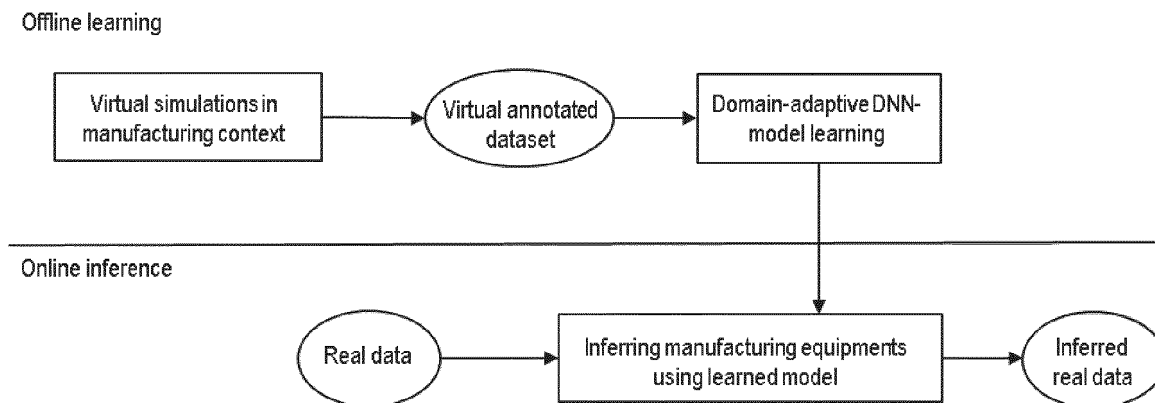 Offline learning
Virtual simulations in
manufacturing context
Virtual annotated
dataset
Domain-adaptive DNN-
model learning
Online inference
Real data
Inferring manufacturing equipments
using learned model
Inferred
real data